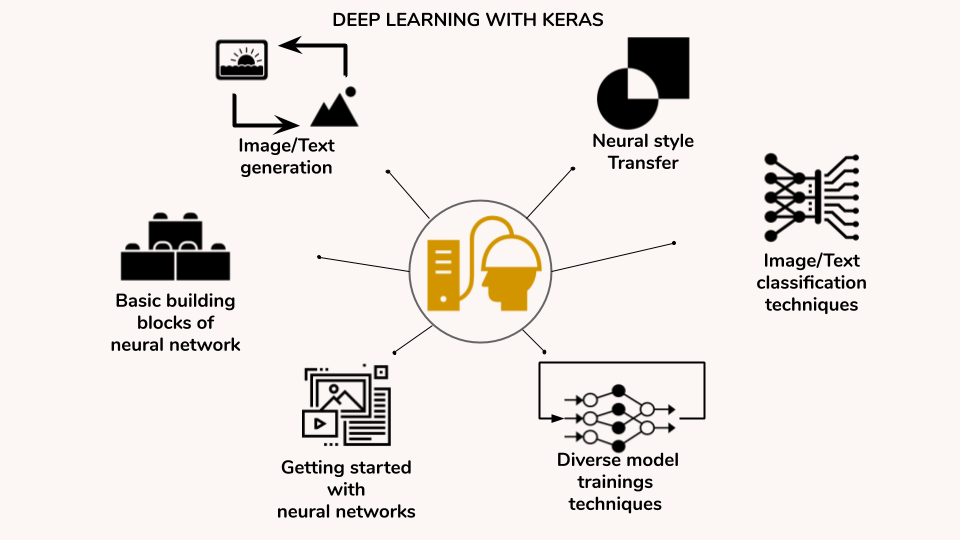 DEEP LEARNING WITH KERAS
Image/Text
generation
Neural style
Transfer
Image/Text
classification
techniques
Basic building
blocks of
neural network
Getting started
with
neural networks
Diverse model
trainings
techniques